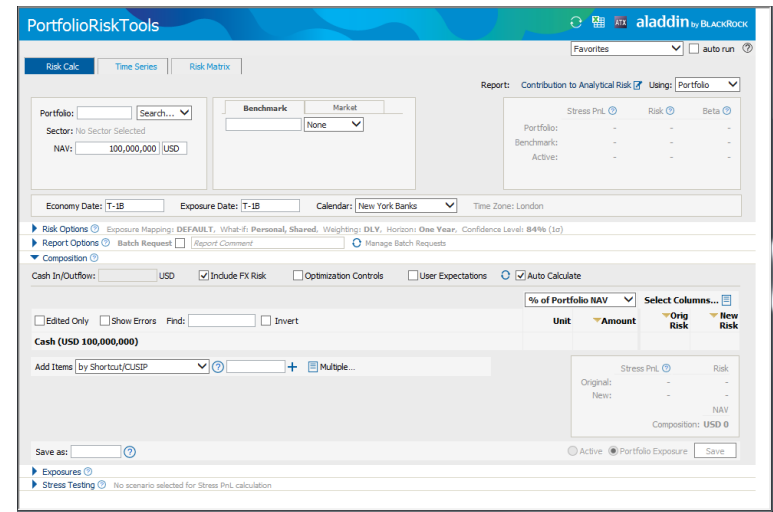 PortfolioRiskTools
ATX aladdin by BLACKROCK
Favorites auto run
Risk Calc Time Series Risk Matrix
Report: Contribution to Analytical Risk Using: Portfolio
Portfolio: Search...
Sector: No Sector Selected
NAV: 100,000,000 USD
Benchmark Market
None
Stress PnL Risk Beta
Portfolio: - - -
Benchmark: - - -
Active: - - -
Economy Date: T-1B Exposure Date: T-1B Calendar: New York Banks Time Zone: London
Risk Options Exposure Mapping: DEFAULT, What-if: Personal, Shared, Weighting: DLY, Horizon: One Year, Confidence Level: 84% (1σ)
Report Options Batch Request Report Comment Manage Batch Requests
Composition
Cash In/Outflow: USD Include FX Risk Optimization Controls User Expectations Auto Calculate
% of Portfolio NAV Select Columns...
Edited Only Show Errors Find: Invert Unit Amount Orig Risk New Risk
Cash (USD 100,000,000)
Add Items by Shortcut/CUSIP + Multiple...
Stress PnL Risk
Original: - -
New: - -
NAV
Composition: USD 0
Save as: Active Portfolio Exposure Save
Exposures
Stress Testing No scenario selected for Stress PnL calculation